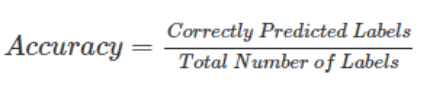 Accuracy = Correctly Predicted Labels / Total Number of Labels